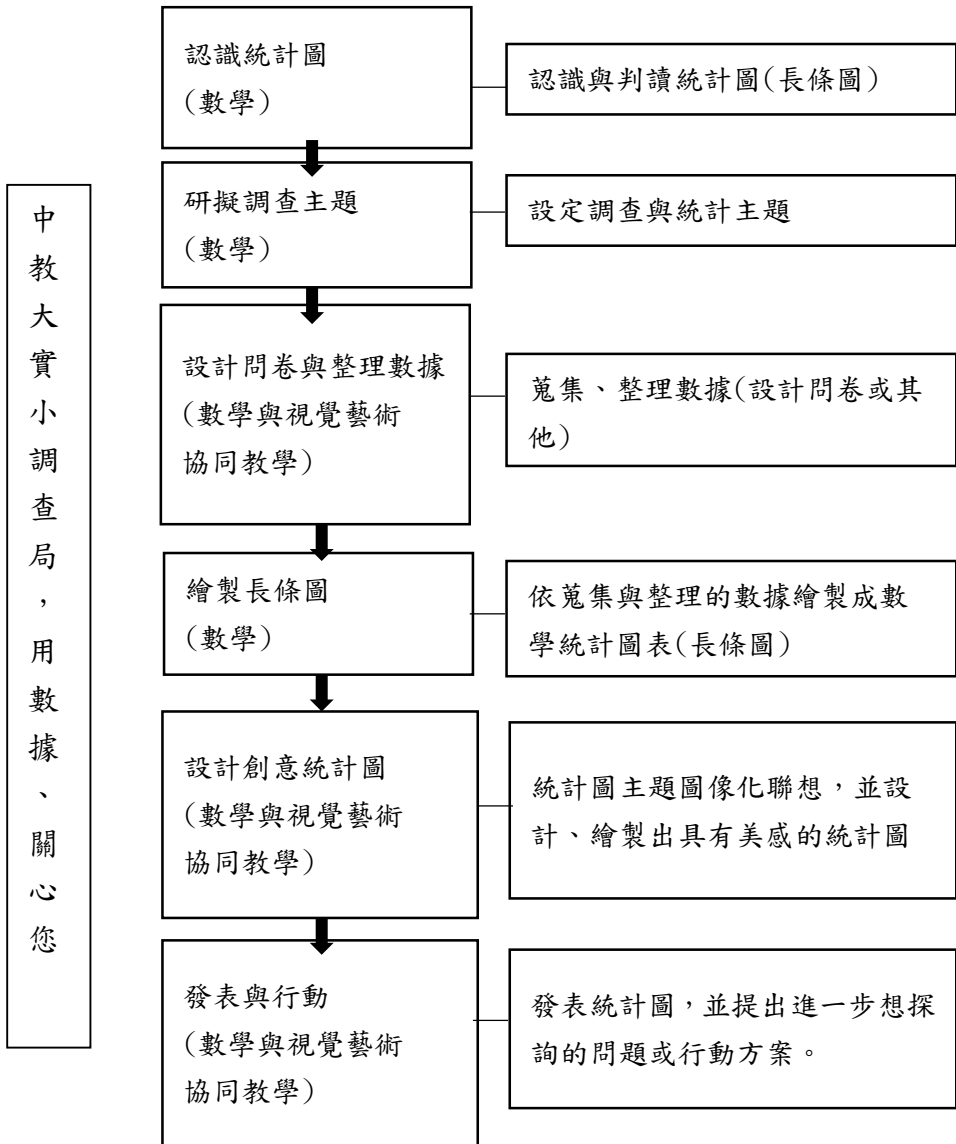 中教大實小調查局，用數據、關心您
認識統計圖
(數學)
認識與判讀統計圖(長條圖)
研擬調查主題
(數學)
設定調查與統計主題
設計問卷與整理數據
(數學與視覺藝術
協同教學)
蒐集、整理數據(設計問卷或其
他)
繪製長條圖
(數學)
依蒐集與整理的數據繪製成數
學統計圖表(長條圖)
設計創意統計圖
(數學與視覺藝術
協同教學)
統計圖主題圖像化聯想，並設
計、繪製出具有美感的統計圖
發表與行動
(數學與視覺藝術
協同教學)
發表統計圖，並提出進一步想探
詢的問題或行動方案。